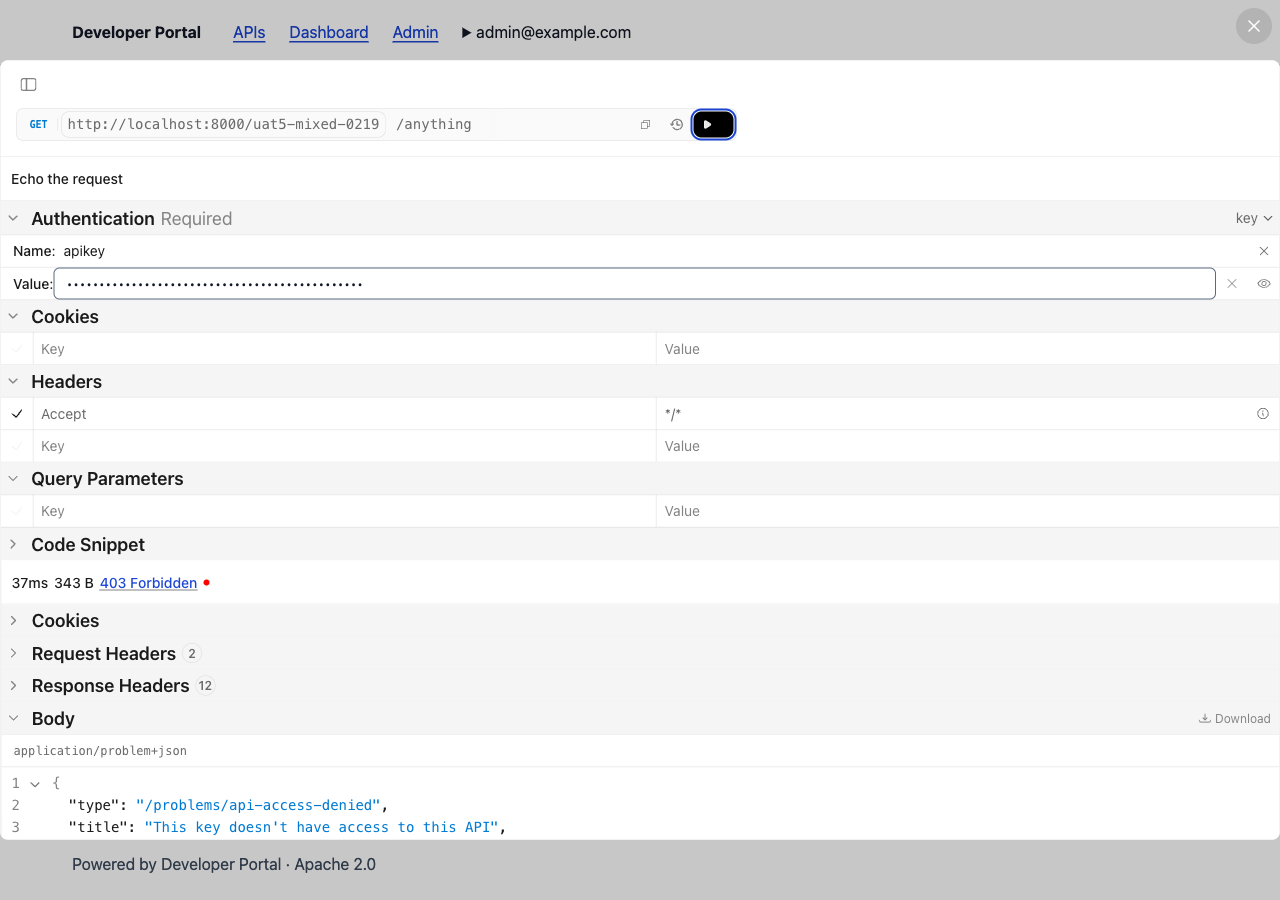 Developer Portal APIs Dashboard Admin ▶ admin@example.com
GET http://localhost:8000/uat5-mixed-0219 /anything
Echo the request
Authentication Required key
Name: apikey
Value: ••••••••••••••••••••••••••••••••••••••••••••••
Cookies
Key Value
Headers
Accept */*
Key Value
Query Parameters
Key Value
Code Snippet
37ms 343 B 403 Forbidden
Cookies
Request Headers 2
Response Headers 12
Body Download
application/problem+json
1 {
2 "type": "/problems/api-access-denied",
3 "title": "This key doesn't have access to this API",
Powered by Developer Portal · Apache 2.0